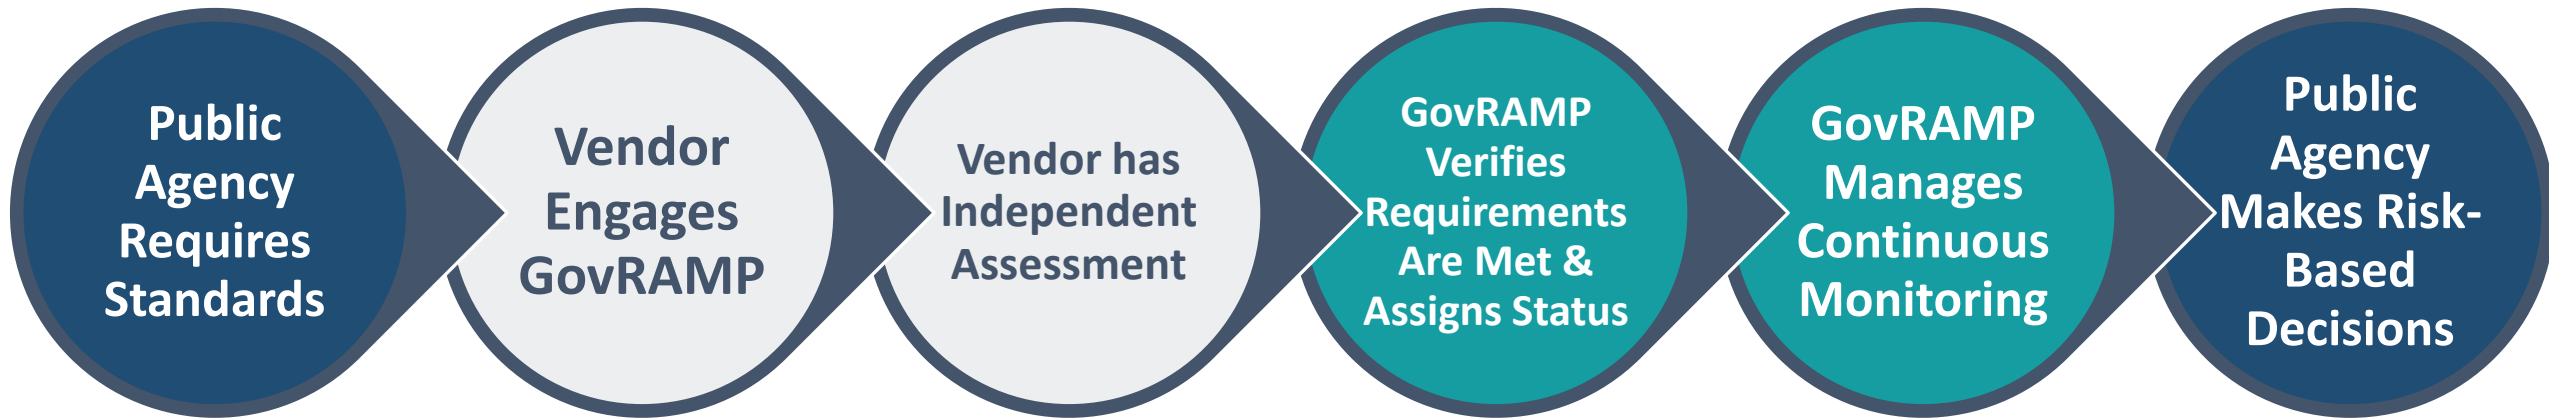 Public
Agency
Requires
Standards
Vendor
Engages
GovRAMP
Vendor has
Independent
Assessment
GovRAMP
Verifies
Requirements
Are Met &
Assigns Status
GovRAMP
Manages
Continuous
Monitoring
Public
Agency
Makes Risk-
Based
Decisions